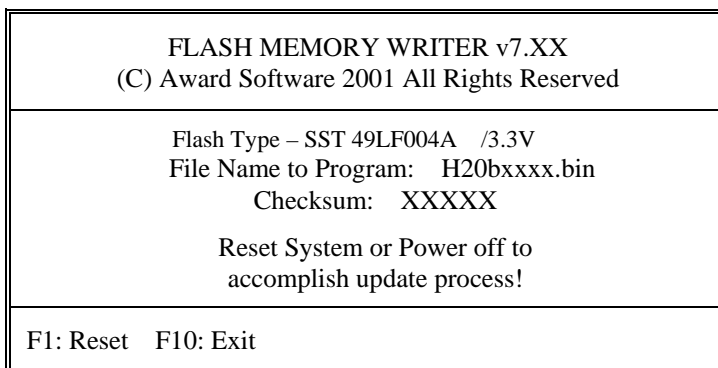 FLASH MEMORY WRITER v7.XX
(C) Award Software 2001 All Rights Reserved
Flash Type – SST 49LF004A /3.3V
File Name to Program: H20bxxxx.bin
Checksum: XXXXX
Reset System or Power off to
accomplish update process!
F1: Reset F10: Exit